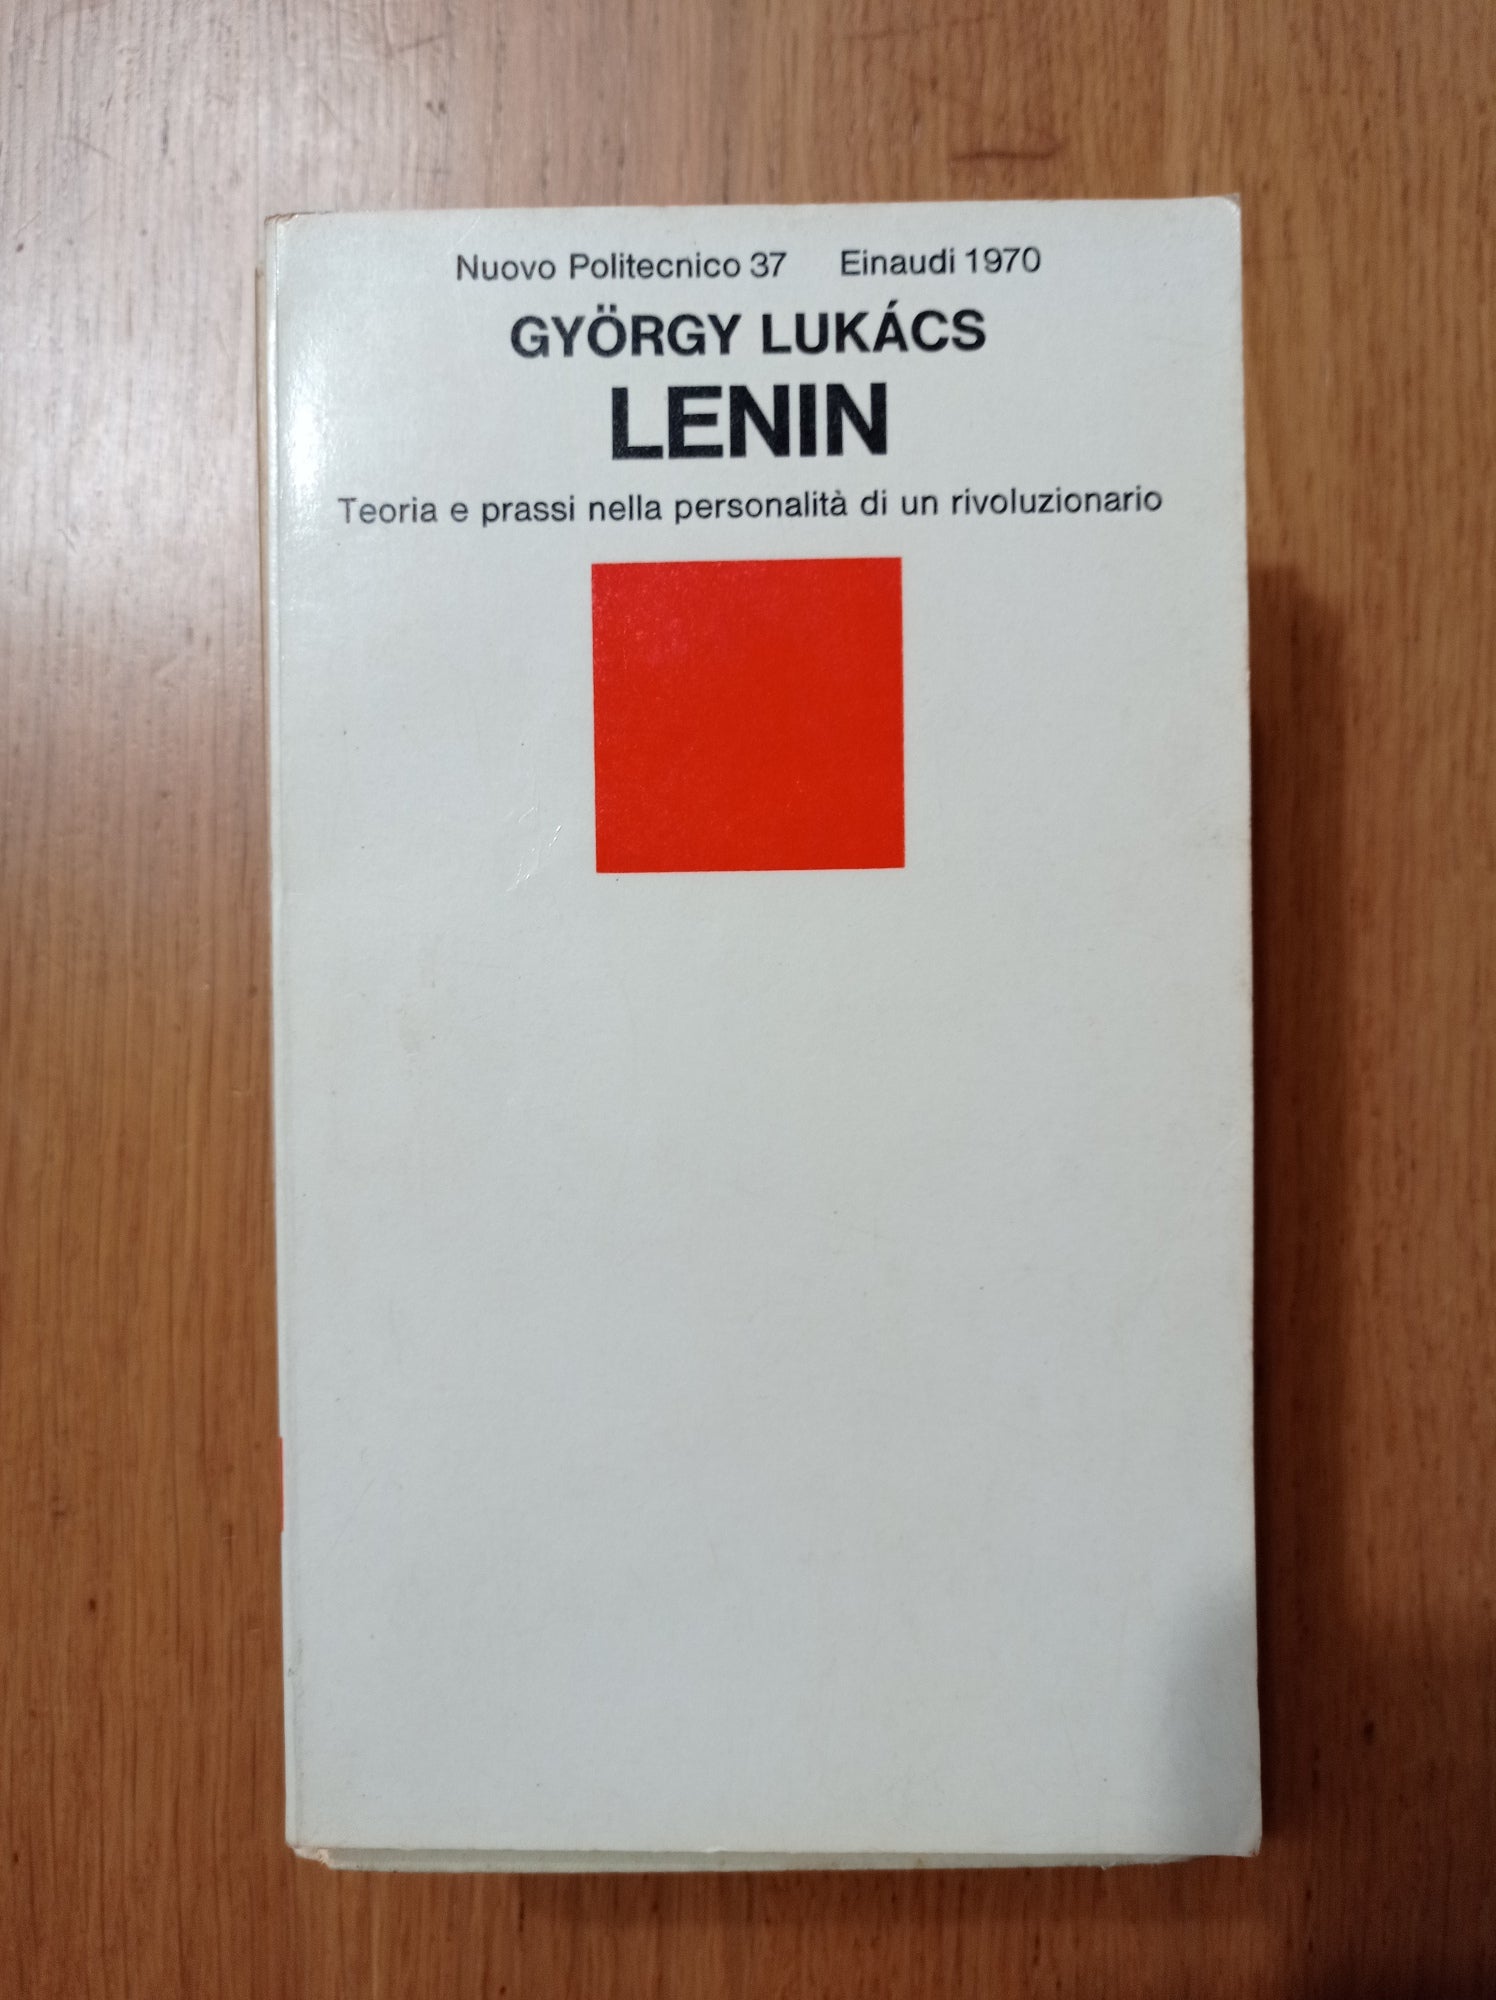 Nuovo Politecnico 37 Einaudi 1970
GYÖRGY LUKÁCS
LENIN
Teoria e prassi nella personalità di un rivoluzionario